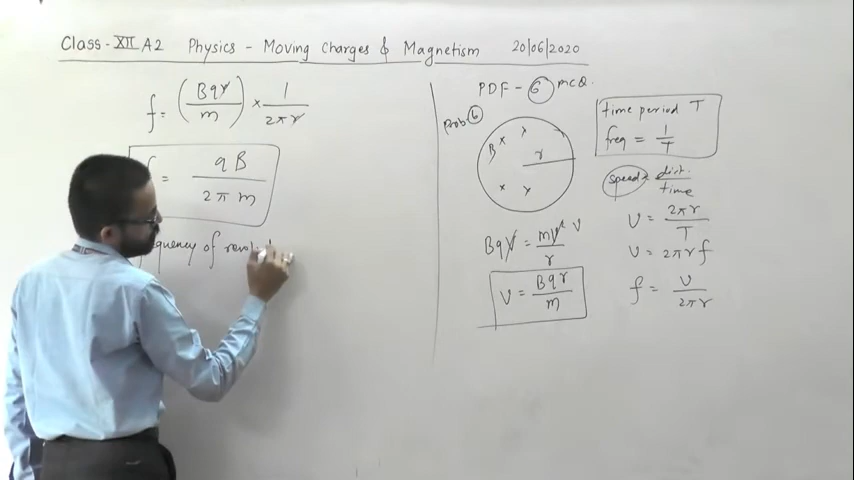 Class - XII A2 Physics - Moving Charges & Magnetism 20/06/2020
f = (Bqr/m) × 1/2πr
= qB/2πm
quency of revol
PDF - 6 MCQ.
Prob 6
B × × × ×
r
Bqv = mv²/r v
v = Bqr/m
time period T
freq = 1/T
speed = dist./time
v = 2πr/T
v = 2πrf
f = v/2πr